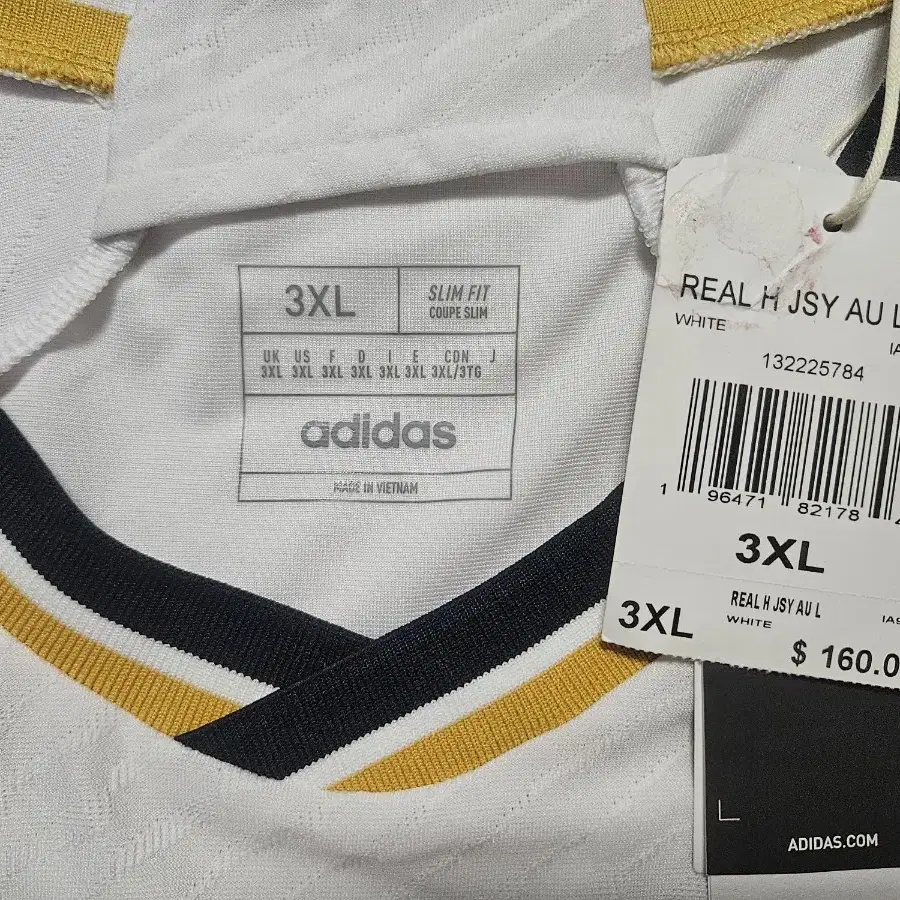 3XL
SLIM FIT
COUPE SLIM
UK US F D I E CDN J
3XL 3XL 3XL 3XL 3XL 3XL 3XL/3TG
adidas
MADE IN VIETNAM
REAL H JSY AU L
WHITE
132225784
1 96471 82178
3XL
REAL H JSY AU L
3XL
WHITE
$ 160.0
ADIDAS.COM